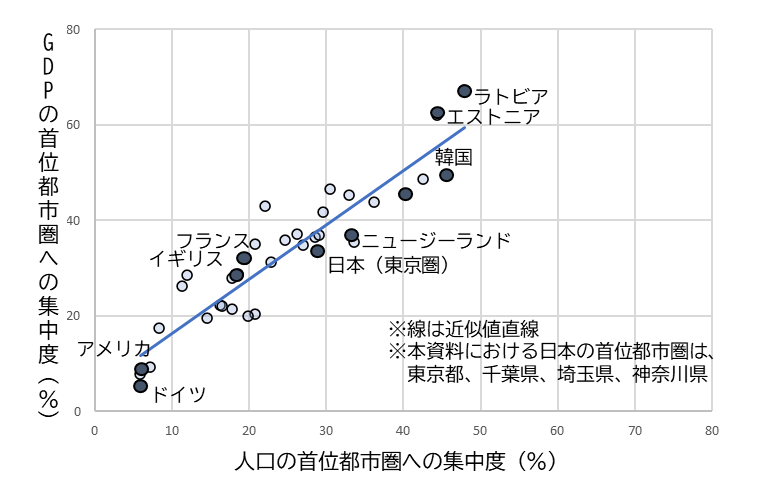 GDPの首位都市圏への集中度（％）
80
60
40
20
0
ラトビア
エストニア
韓国
フランス
イギリス
ニュージーランド
日本（東京圏）
アメリカ
ドイツ
※線は近似値直線
※本資料における日本の首位都市圏は、
東京都、千葉県、埼玉県、神奈川県
0 10 20 30 40 50 60 70 80
人口の首位都市圏への集中度（％）